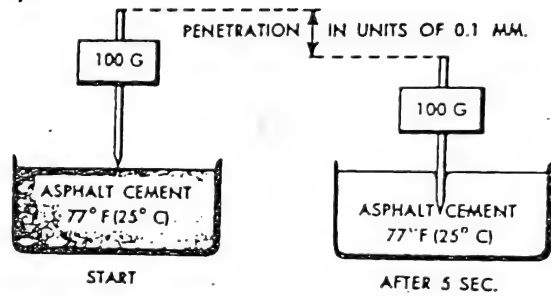 PENETRATION IN UNITS OF 0.1 MM.
100 G
100 G
ASPHALT CEMENT
77° F (25° C)
ASPHALT CEMENT
77° F (25° C)
START
AFTER 5 SEC.